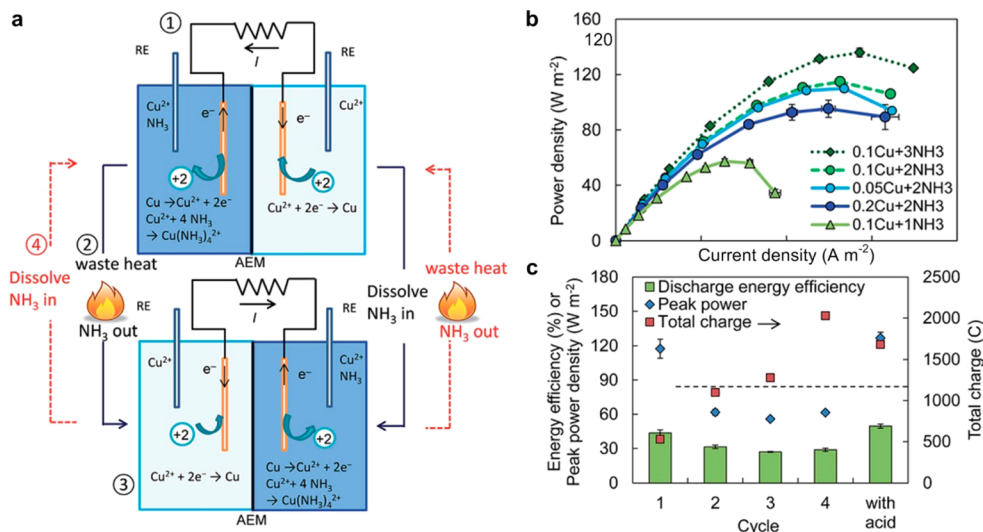 a
①
RE
I
RE
Cu²⁺
NH₃
e⁻
e⁻
Cu²⁺
+2
+2
Cu →Cu²⁺ + 2e⁻
Cu²⁺+ 4 NH₃
→ Cu(NH₃)₄²⁺
Cu²⁺ + 2e⁻ → Cu
AEM
④
Dissolve
NH₃ in
②
waste heat
NH₃ out
Dissolve
NH₃ in
waste heat
NH₃ out
RE
I
RE
Cu²⁺
e⁻
e⁻
Cu²⁺
NH₃
+2
+2
Cu²⁺ + 2e⁻ → Cu
Cu →Cu²⁺ + 2e⁻
Cu²⁺+ 4 NH₃
→ Cu(NH₃)₄²⁺
③
AEM
b
Power density (W m⁻²)
160
120
80
40
0
0.1Cu+3NH3
0.1Cu+2NH3
0.05Cu+2NH3
0.2Cu+2NH3
0.1Cu+1NH3
Current density (A m⁻²)
c
Energy efficiency (%) or
Peak power density (W m⁻²)
180
150
120
90
60
30
0
Discharge energy efficiency
Peak power
Total charge
2500
2000
1500
1000
500
0
Total charge (C)
1
2
3
4
with
acid
Cycle